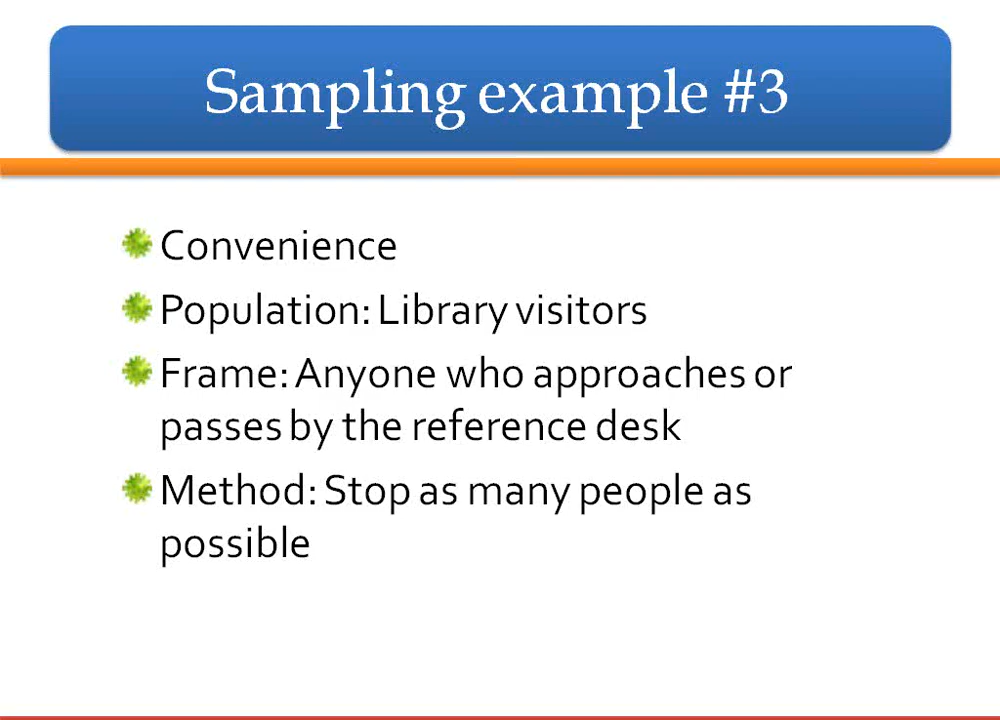 Sampling example #3
Convenience
Population: Library visitors
Frame: Anyone who approaches or
passes by the reference desk
Method: Stop as many people as
possible